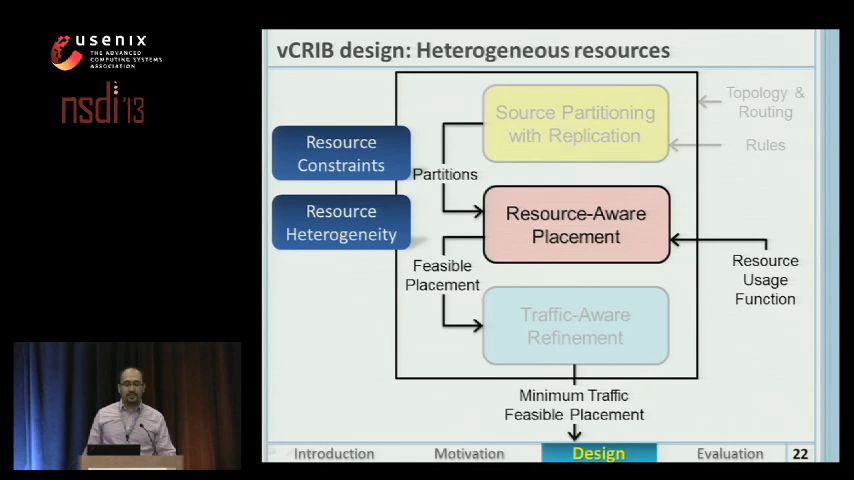 usenix
THE ADVANCED
COMPUTING SYSTEMS
ASSOCIATION
nsdi'13
vCRIB design: Heterogeneous resources
Source Partitioning
with Replication
Topology &
Routing
Rules
Resource
Constraints
Partitions
Resource
Heterogeneity
Resource-Aware
Placement
Feasible
Placement
Resource
Usage
Function
Traffic-Aware
Refinement
Minimum Traffic
Feasible Placement
Introduction
Motivation
Design
Evaluation
22